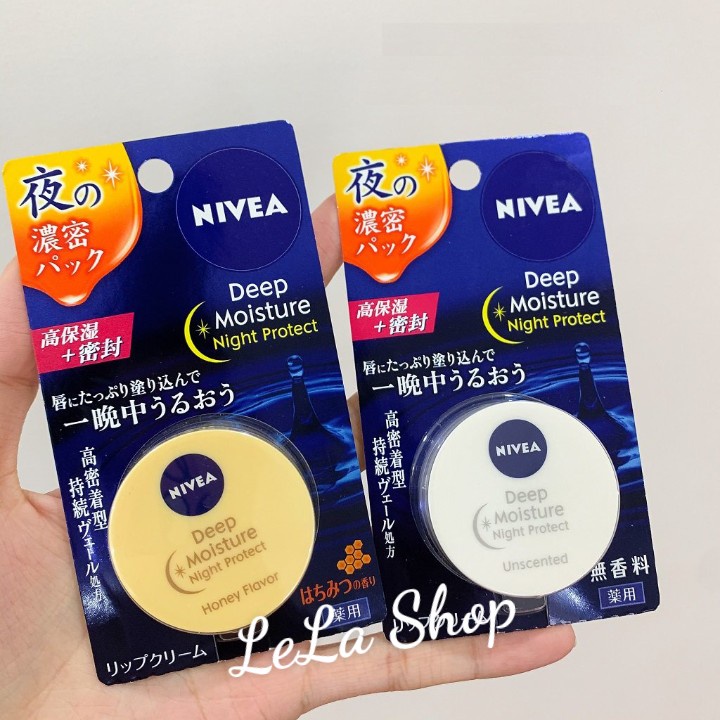 夜の
濃密
パック
NIVEA
Deep
Moisture
Night Protect
高保湿
+密封
唇にたっぷり塗り込んで
一晩中うるおう
高密着型
持続ヴェール処方
NIVEA
Deep
Moisture
Night Protect
Honey Flavor
はちみつの香り
薬用
リップクリーム
夜の
濃密
パック
NIVEA
Deep
Moisture
Night Protect
高保湿
+密封
唇にたっぷり塗り込んで
一晩中うるおう
高密着型
持続ヴェール処方
NIVEA
Deep
Moisture
Night Protect
Unscented
無香料
薬用
LeLa Shop